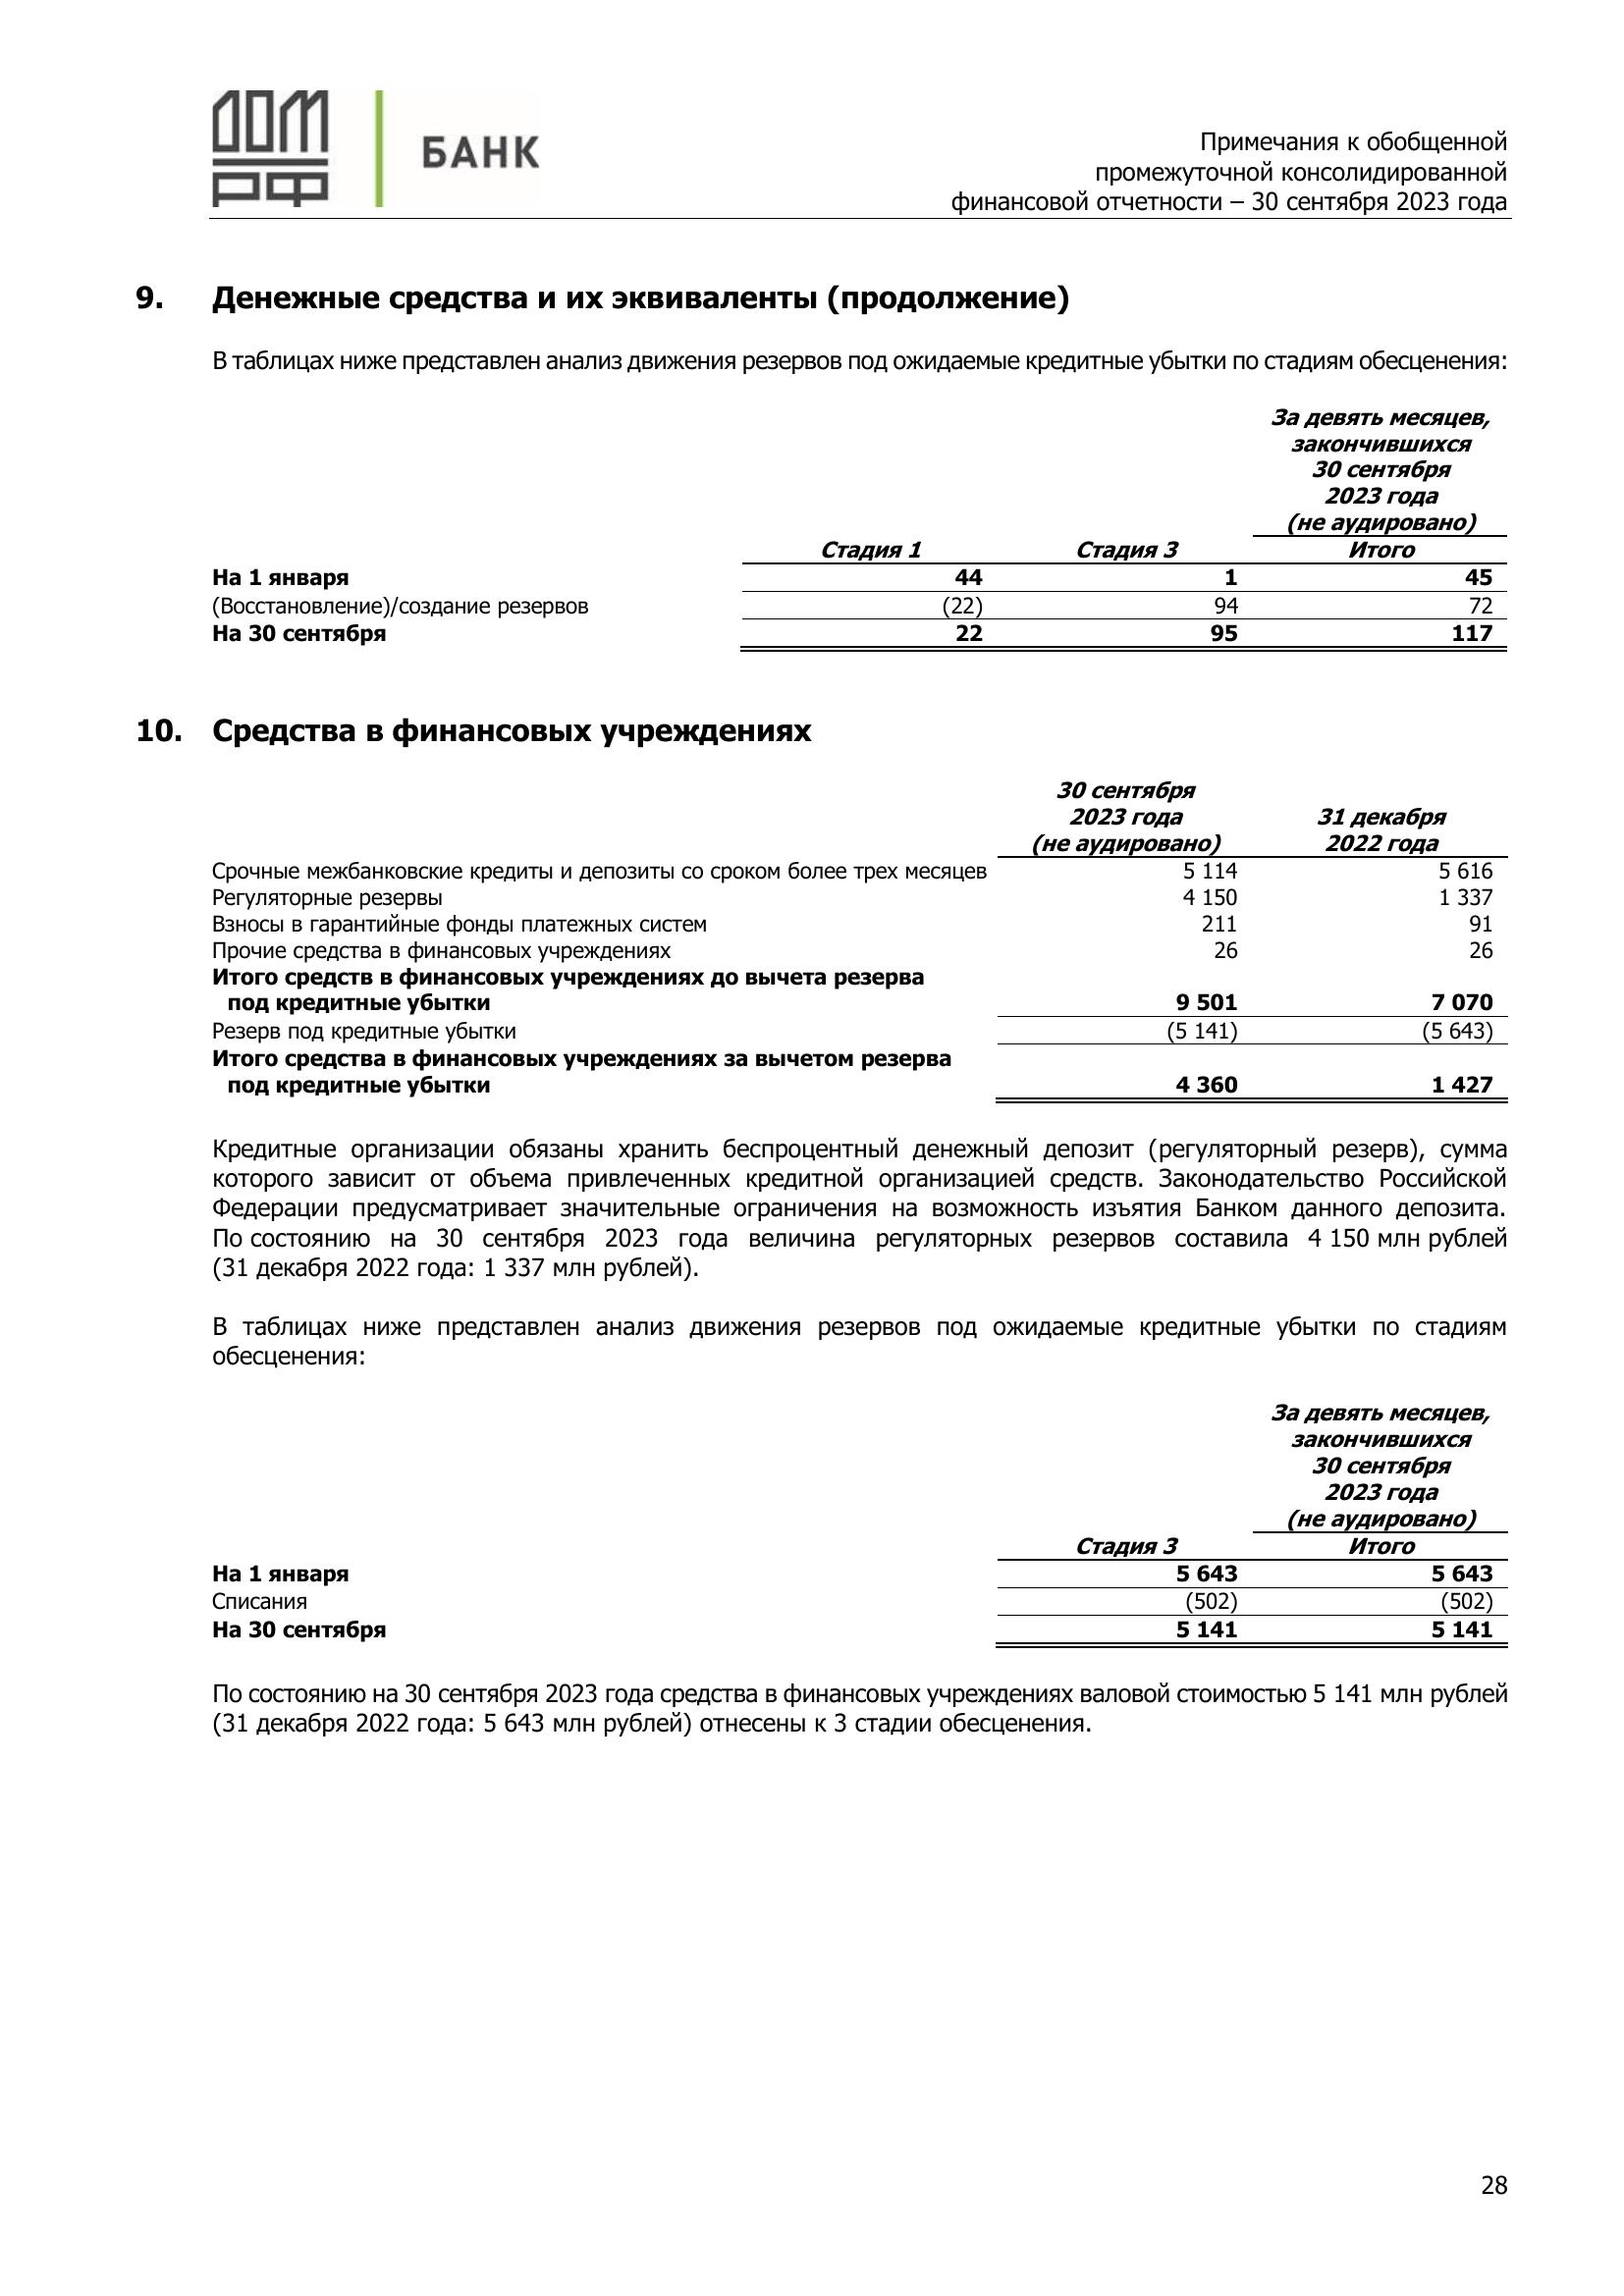 ДОМ
РФ
БАНК
Примечания к обобщенной
промежуточной консолидированной
финансовой отчетности – 30 сентября 2023 года
9. Денежные средства и их эквиваленты (продолжение)
В таблицах ниже представлен анализ движения резервов под ожидаемые кредитные убытки по стадиям обесценения:
За девять месяцев,
закончившихся
30 сентября
2023 года
(не аудировано)
Стадия 1 Стадия 3 Итого
На 1 января 44 1 45
(Восстановление)/создание резервов (22) 94 72
На 30 сентября 22 95 117
10. Средства в финансовых учреждениях
30 сентября
2023 года 31 декабря
(не аудировано) 2022 года
Срочные межбанковские кредиты и депозиты со сроком более трех месяцев 5 114 5 616
Регуляторные резервы 4 150 1 337
Взносы в гарантийные фонды платежных систем 211 91
Прочие средства в финансовых учреждениях 26 26
Итого средств в финансовых учреждениях до вычета резерва
под кредитные убытки 9 501 7 070
Резерв под кредитные убытки (5 141) (5 643)
Итого средства в финансовых учреждениях за вычетом резерва
под кредитные убытки 4 360 1 427
Кредитные организации обязаны хранить беспроцентный денежный депозит (регуляторный резерв), сумма
которого зависит от объема привлеченных кредитной организацией средств. Законодательство Российской
Федерации предусматривает значительные ограничения на возможность изъятия Банком данного депозита.
По состоянию на 30 сентября 2023 года величина регуляторных резервов составила 4 150 млн рублей
(31 декабря 2022 года: 1 337 млн рублей).
В таблицах ниже представлен анализ движения резервов под ожидаемые кредитные убытки по стадиям
обесценения:
За девять месяцев,
закончившихся
30 сентября
2023 года
(не аудировано)
Стадия 3 Итого
На 1 января 5 643 5 643
Списания (502) (502)
На 30 сентября 5 141 5 141
По состоянию на 30 сентября 2023 года средства в финансовых учреждениях валовой стоимостью 5 141 млн рублей
(31 декабря 2022 года: 5 643 млн рублей) отнесены к 3 стадии обесценения.
28